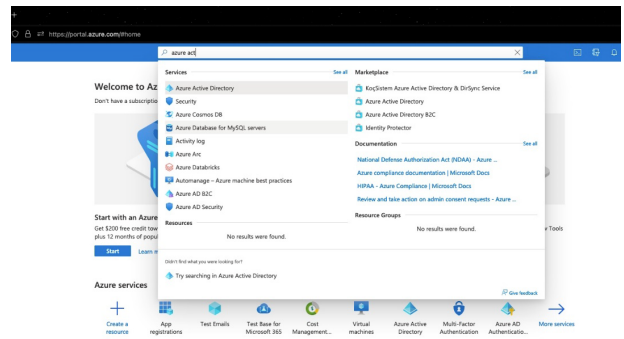 https://portal.azure.com/#home
azure act
Welcome to Az
Don't have a subscriptio
Services See all
Azure Active Directory
Security
Azure Cosmos DB
Azure Database for MySQL servers
Activity log
Azure Arc
Azure Databricks
Automanage - Azure machine best practices
Azure AD B2C
Azure AD Security
Resources
No results were found.
Marketplace See all
KoçSistem Azure Active Directory & DirSync Service
Azure Active Directory
Azure Active Directory B2C
Identity Protector
Documentation See all
National Defense Authorization Act (NDAA) - Azure ...
Azure compliance documentation | Microsoft Docs
HIPAA - Azure Compliance | Microsoft Docs
Review and take action on admin consent requests - Azure ...
Resource Groups
No results were found.
Didn't find what you were looking for?
Try searching in Azure Active Directory
Give feedback
Start with an Azure
Get $200 free credit tow
plus 12 months of popul
Start Learn m
r Tools
Azure services
Create a resource
App registrations
Test Emails
Test Base for Microsoft 365
Cost Management...
Virtual machines
Azure Active Directory
Multi-Factor Authentication
Azure AD Authenticatio...
More services